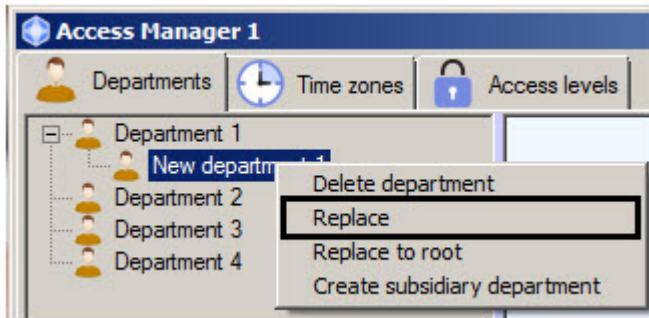 Access Manager 1
Departments
Time zones
Access levels
Department 1
New department 1
Department 2
Department 3
Department 4
Delete department
Replace
Replace to root
Create subsidiary department